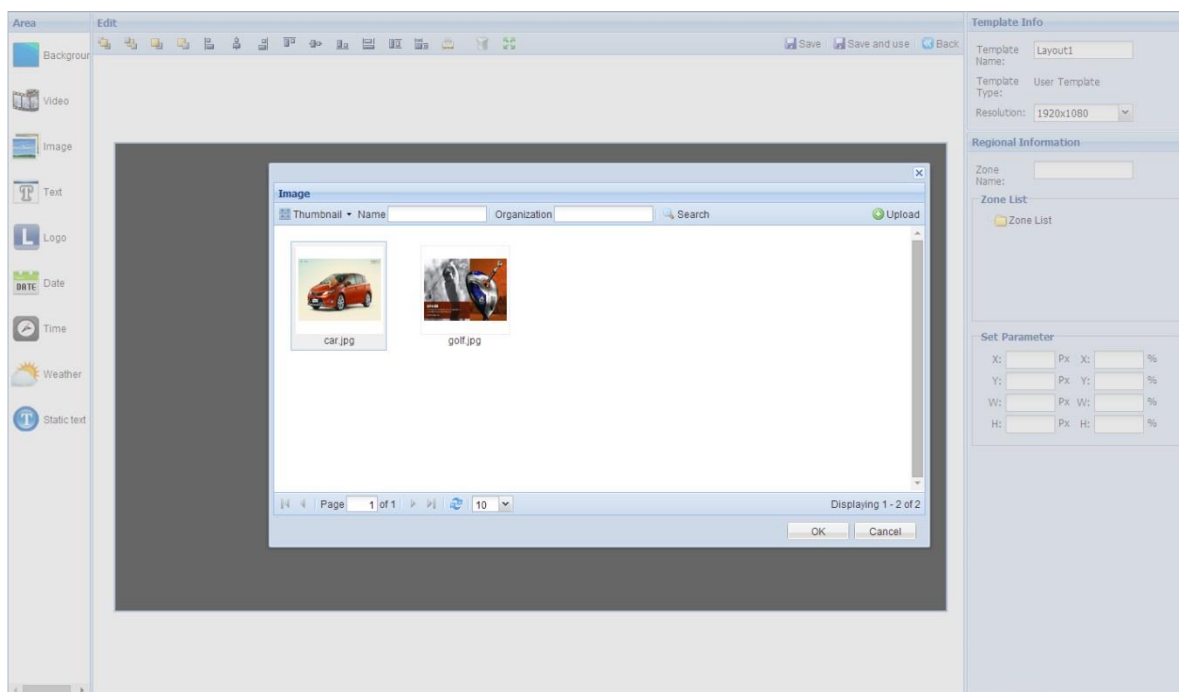 Area
Edit
Template Info
Backgroun
Video
Image
Text
Logo
DATE
Date
Time
Weather
Static text
Save
Save and use
Back
Template Name:
Layout1
Template Type:
User Template
Resolution:
1920x1080
Regional Information
Zone Name:
Zone List
Zone List
Set Parameter
X: Px X: %
Y: Px Y: %
W: Px W: %
H: Px H: %
Image
Thumbnail Name Organization Search Upload
car.jpg
golf.jpg
Page 1 of 1 10 Displaying 1 - 2 of 2
OK Cancel